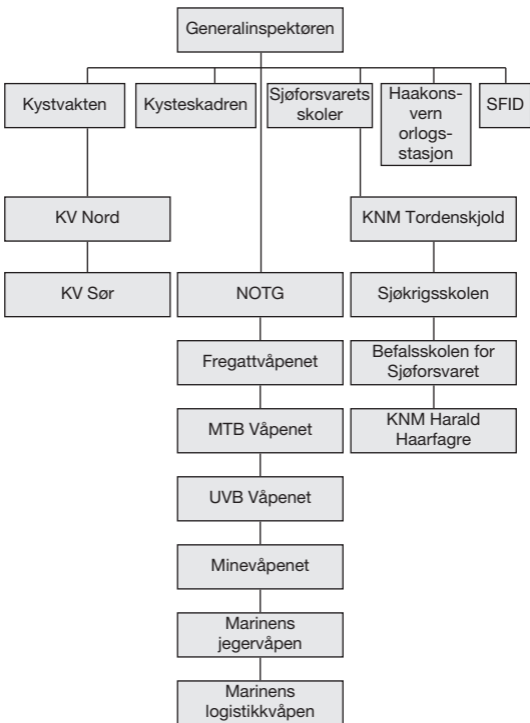 Generalinspektøren
Kystvakten
Kysteskadren
Sjøforsvarets
skoler
Haakons-
vern
orlogs-
stasjon
SFID
KV Nord
KNM Tordenskjold
KV Sør
NOTG
Sjøkrigsskolen
Fregattvåpenet
Befalsskolen for
Sjøforsvaret
MTB Våpenet
KNM Harald
Haarfagre
UVB Våpenet
Minevåpenet
Marinens
jegervåpen
Marinens
logistikkvåpen